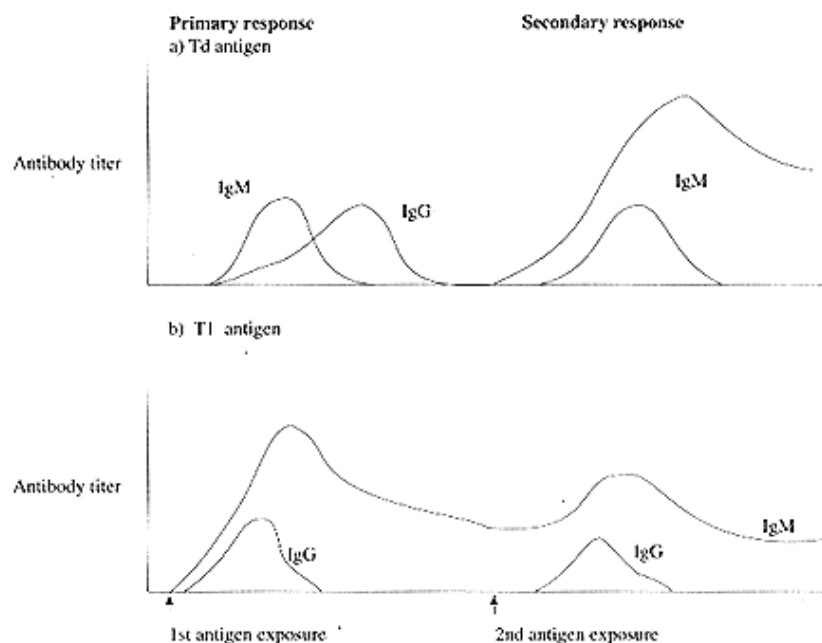 Primary response Secondary response
a) Td antigen
Antibody titer
IgM
IgG
IgM
b) TI antigen
Antibody titer
IgG
IgG
IgM
1st antigen exposure 2nd antigen exposure